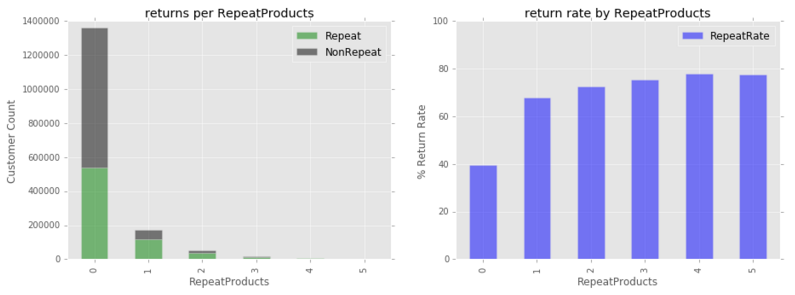 returns per RepeatProducts
1400000
1200000
1000000
800000
600000
400000
200000
0
Customer Count
Repeat
NonRepeat
0 1 2 3 4 5
RepeatProducts
return rate by RepeatProducts
100
80
60
40
20
0
% Return Rate
RepeatRate
0 1 2 3 4 5
RepeatProducts